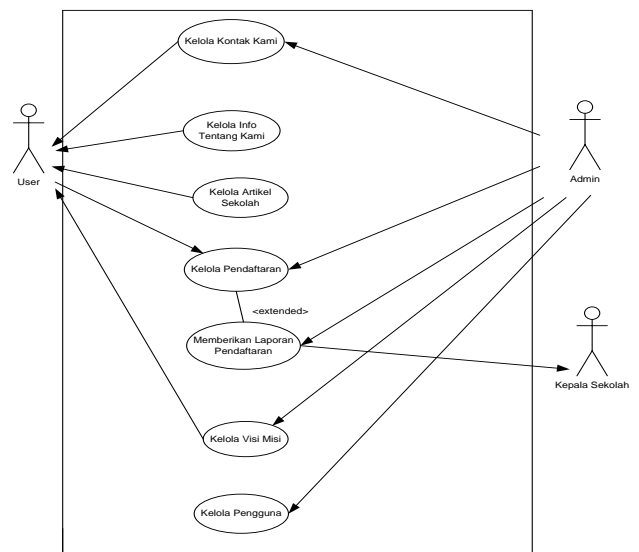 Kelola Kontak Kami
Kelola Info
Tentang Kami
User
Admin
Kelola Artikel
Sekolah
Kelola Pendaftaran
<extended>
Memberikan Laporan
Pendaftaran
Kepala Sekolah
Kelola Visi Misi
Kelola Pengguna